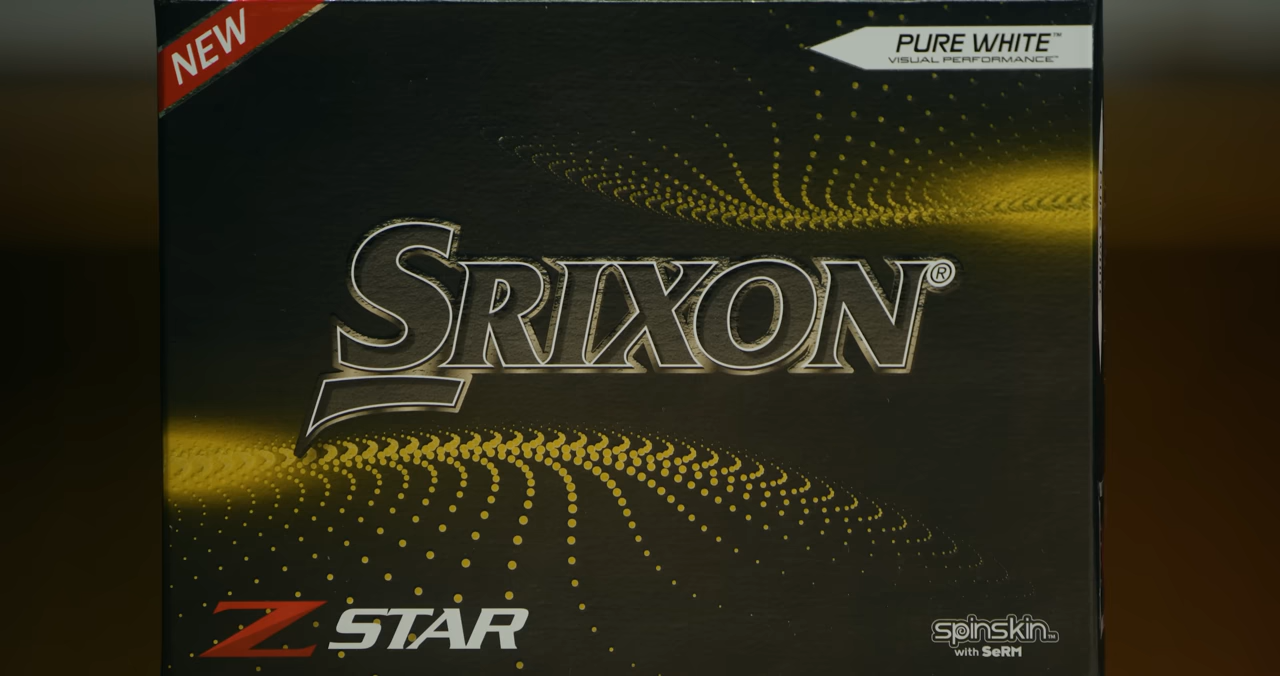 NEW
PURE WHITE™
VISUAL PERFORMANCE™
SRIXON®
Z STAR
spinskin™
with SeRM